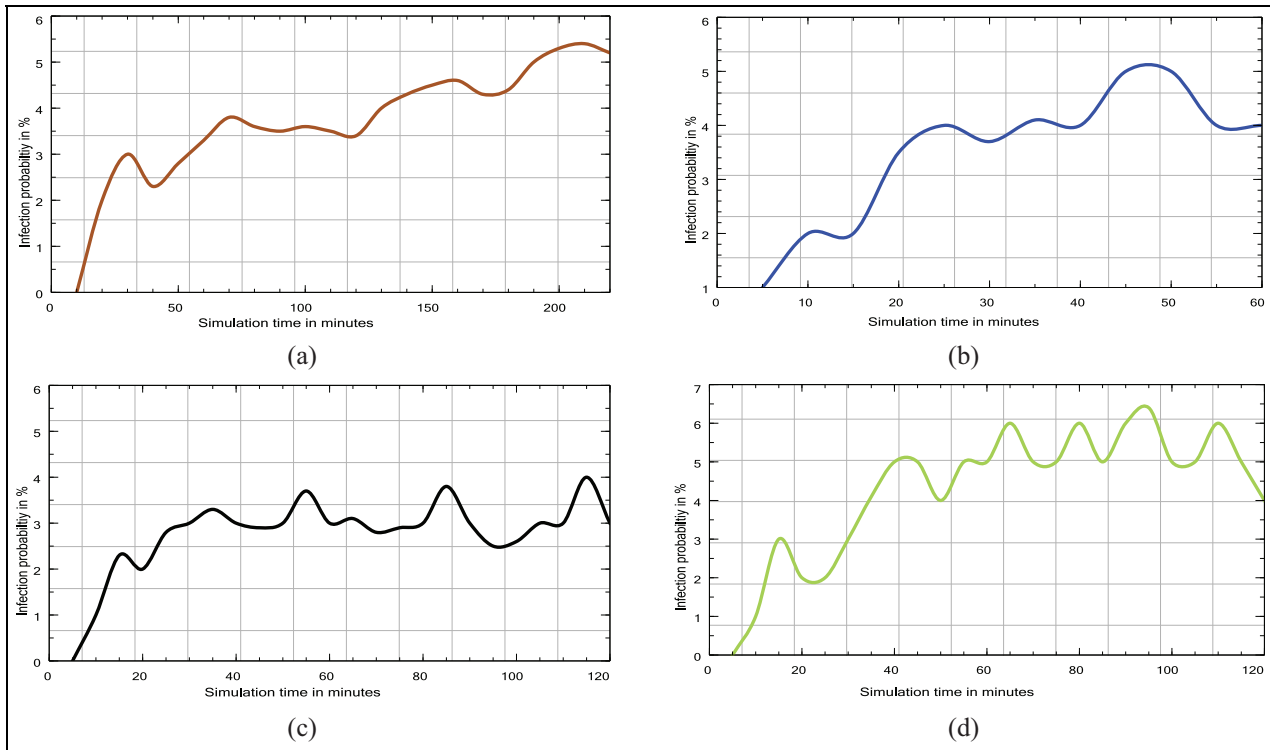 6
5
4
3
2
1
0
Infection probabiltiy in %
0 50 100 150 200
Simulation time in minutes
(a)
6
5
4
3
2
1
Infection probabiltiy in %
0 10 20 30 40 50 60
Simulation time in minutes
(b)
6
5
4
3
2
1
0
Infection probabiltiy in %
0 20 40 60 80 100 120
Simulation time in minutes
(c)
7
6
5
4
3
2
1
0
Infection probabiltiy in %
0 20 40 60 80 100 120
Simulation time in minutes
(d)